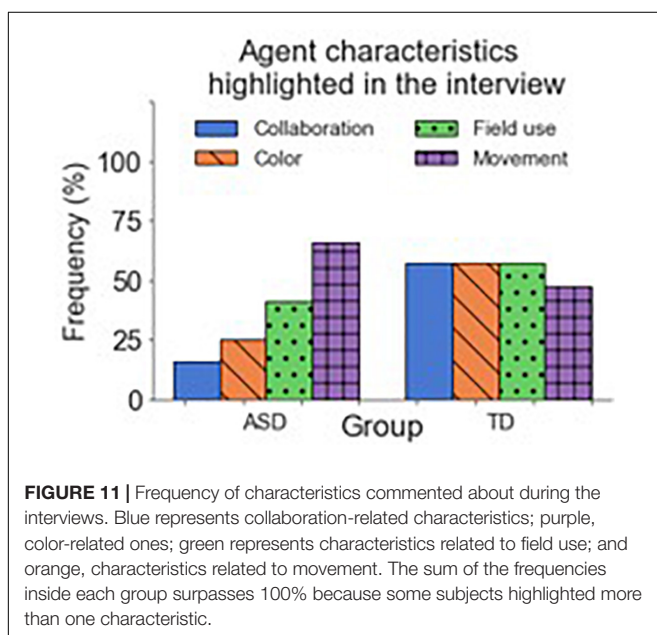 Agent characteristics
highlighted in the interview
Collaboration
Field use
Color
Movement
100
75
50
25
0
Frequency (%)
ASD
Group
TD
FIGURE 11 | Frequency of characteristics commented about during the
interviews. Blue represents collaboration-related characteristics; purple,
color-related ones; green represents characteristics related to field use; and
orange, characteristics related to movement. The sum of the frequencies
inside each group surpasses 100% because some subjects highlighted more
than one characteristic.